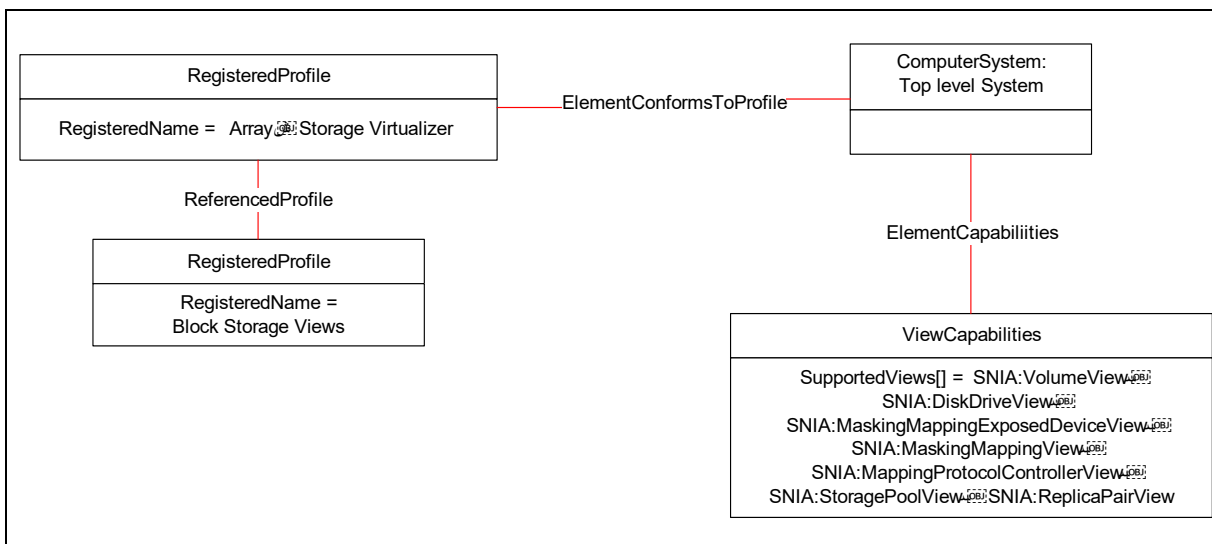 RegisteredProfile
RegisteredName = Array￼ Storage Virtualizer
ElementConformsToProfile
ComputerSystem:
Top level System
ReferencedProfile
RegisteredProfile
RegisteredName =
Block Storage Views
ElementCapabiliities
ViewCapabilities
SupportedViews[] = SNIA:VolumeView￼
SNIA:DiskDriveView￼
SNIA:MaskingMappingExposedDeviceView￼
SNIA:MaskingMappingView￼
SNIA:MappingProtocolControllerView￼
SNIA:StoragePoolView￼SNIA:ReplicaPairView